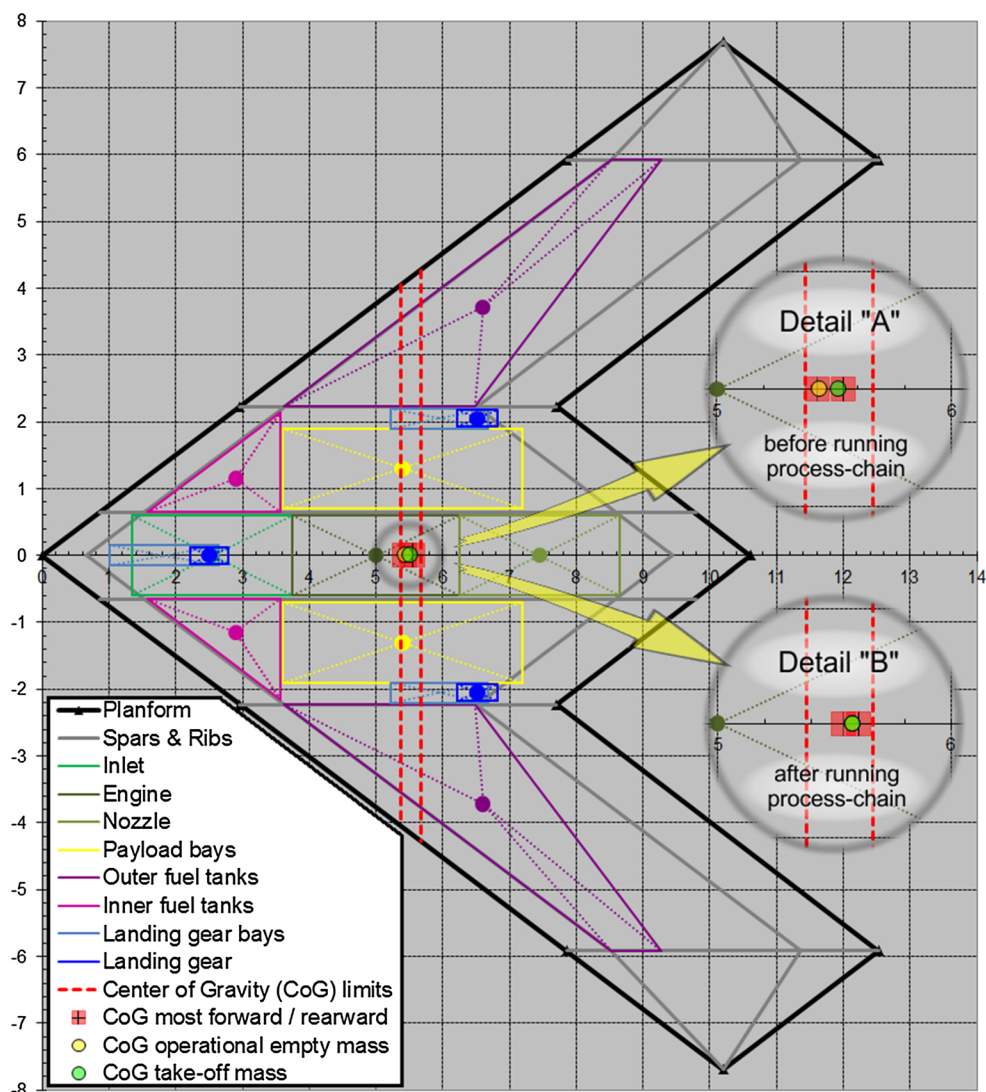 8
7
6
5
4
3
2
1
0
-1
-2
-3
-4
-5
-6
-7
-8
0 1 2 3 4 5 6 7 8 9 10 11 12 13 14
Detail "A"
5 6
before running
process-chain
Detail "B"
5 6
after running
process-chain
Planform
Spars & Ribs
Inlet
Engine
Nozzle
Payload bays
Outer fuel tanks
Inner fuel tanks
Landing gear bays
Landing gear
Center of Gravity (CoG) limits
CoG most forward / rearward
CoG operational empty mass
CoG take-off mass